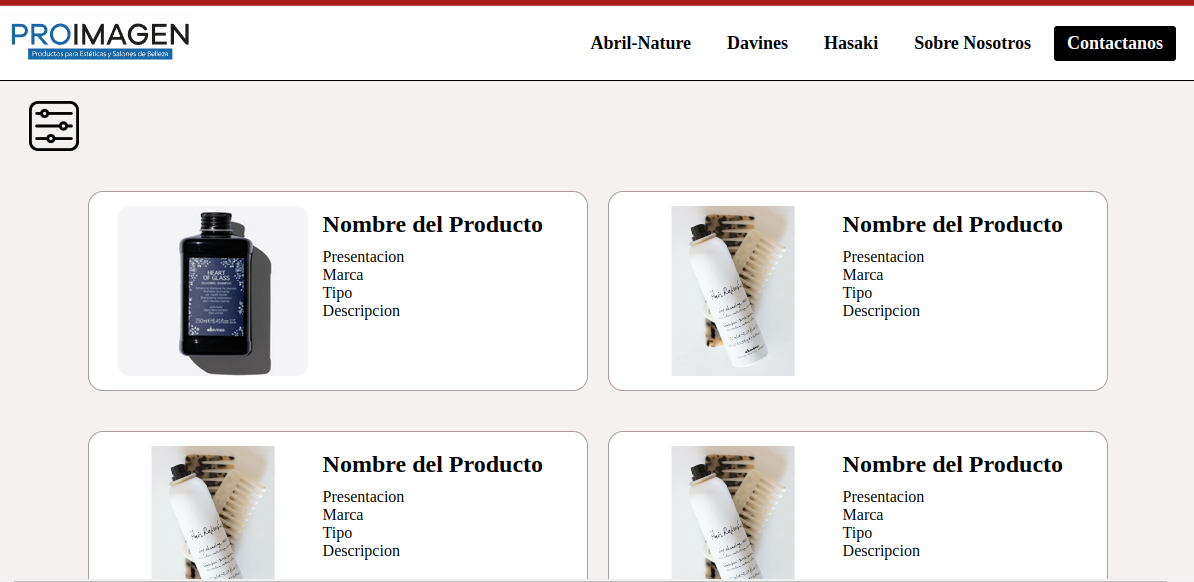 PROIMAGEN
Productos para Estéticas y Salones de Belleza
Abril-Nature
Davines
Hasaki
Sobre Nosotros
Contactanos
HEART
OF GLASS
Nombre del Producto
Presentacion
Marca
Tipo
Descripcion
Nombre del Producto
Presentacion
Marca
Tipo
Descripcion
Nombre del Producto
Presentacion
Marca
Tipo
Descripcion
Nombre del Producto
Presentacion
Marca
Tipo
Descripcion